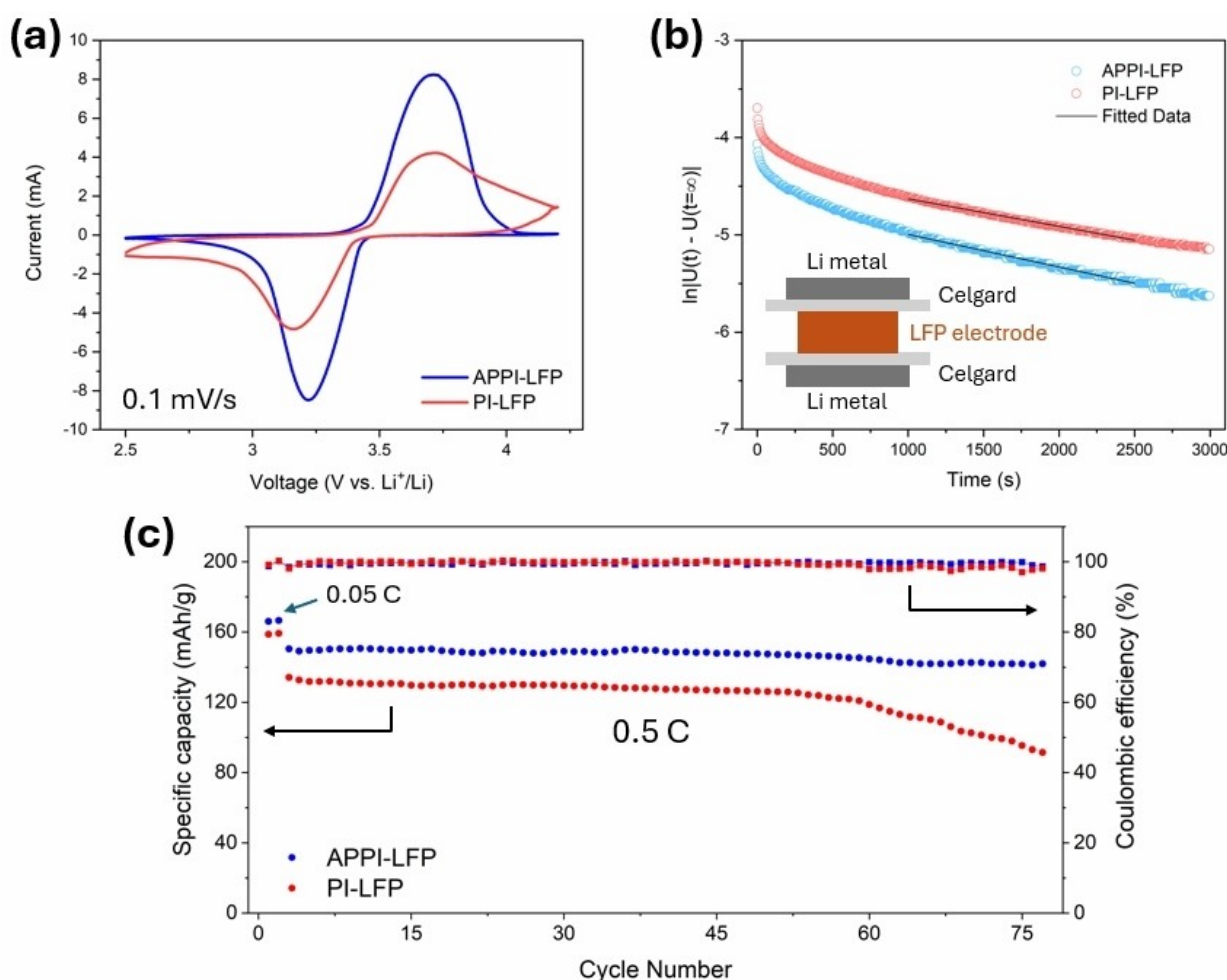 (a)
10
8
6
4
2
0
-2
-4
-6
-8
-10
Current (mA)
APPI-LFP
PI-LFP
0.1 mV/s
2.5 3 3.5 4
Voltage (V vs. Li⁺/Li)
(b)
-3
-4
-5
-6
-7
ln|U(t) - U(t=∞)|
APPI-LFP
PI-LFP
Fitted Data
Li metal
Celgard
LFP electrode
Celgard
Li metal
0 500 1000 1500 2000 2500 3000
Time (s)
(c)
200
160
120
80
40
0
Specific capacity (mAh/g)
0.05 C
0.5 C
APPI-LFP
PI-LFP
100
80
60
40
20
0
Coulombic efficiency (%)
0 15 30 45 60 75
Cycle Number